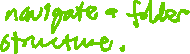 navigate a folder
structure.